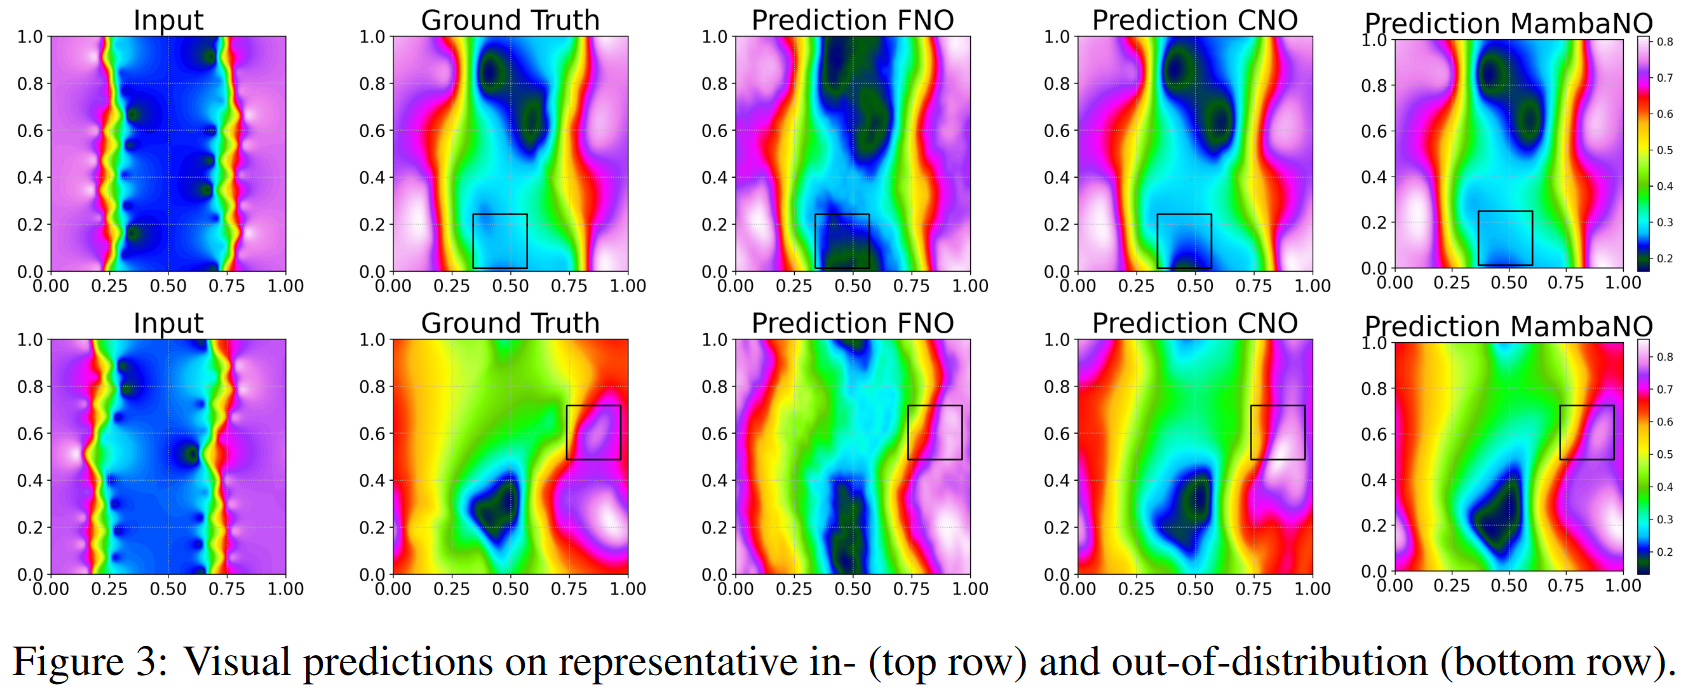 Input Ground Truth Prediction FNO Prediction CNO Prediction MambaNO
1.0 1.0 1.0 1.0 1.0
0.8 0.8 0.8 0.8 0.8
0.6 0.6 0.6 0.6 0.6
0.4 0.4 0.4 0.4 0.4
0.2 0.2 0.2 0.2 0.2
0.0 0.0 0.0 0.0 0.0
0.00 0.25 0.50 0.75 1.00 0.00 0.25 0.50 0.75 1.00 0.00 0.25 0.50 0.75 1.00 0.00 0.25 0.50 0.75 1.00 0.00 0.25 0.50 0.75 1.00
0.8
0.7
0.6
0.5
0.4
0.3
0.2
Input Ground Truth Prediction FNO Prediction CNO Prediction MambaNO
1.0 1.0 1.0 1.0 1.0
0.8 0.8 0.8 0.8 0.8
0.6 0.6 0.6 0.6 0.6
0.4 0.4 0.4 0.4 0.4
0.2 0.2 0.2 0.2 0.2
0.0 0.0 0.0 0.0 0.0
0.00 0.25 0.50 0.75 1.00 0.00 0.25 0.50 0.75 1.00 0.00 0.25 0.50 0.75 1.00 0.00 0.25 0.50 0.75 1.00 0.00 0.25 0.50 0.75 1.00
0.8
0.7
0.6
0.5
0.4
0.3
0.2
Figure 3: Visual predictions on representative in- (top row) and out-of-distribution (bottom row).